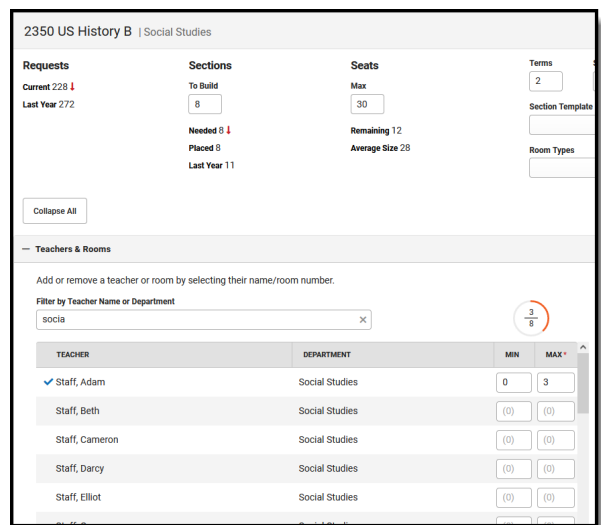 2350 US History B | Social Studies
Requests
Current 228
Last Year 272
Sections
To Build
8
Needed 8
Placed 8
Last Year 11
Seats
Max
30
Remaining 12
Average Size 28
Terms
2
Section Template
Room Types
Collapse All
Teachers & Rooms
Add or remove a teacher or room by selecting their name/room number.
Filter by Teacher Name or Department
socia
3
8
TEACHER DEPARTMENT MIN MAX*
Staff, Adam Social Studies 0 3
Staff, Beth Social Studies (0) (0)
Staff, Cameron Social Studies (0) (0)
Staff, Darcy Social Studies (0) (0)
Staff, Elliot Social Studies (0) (0)